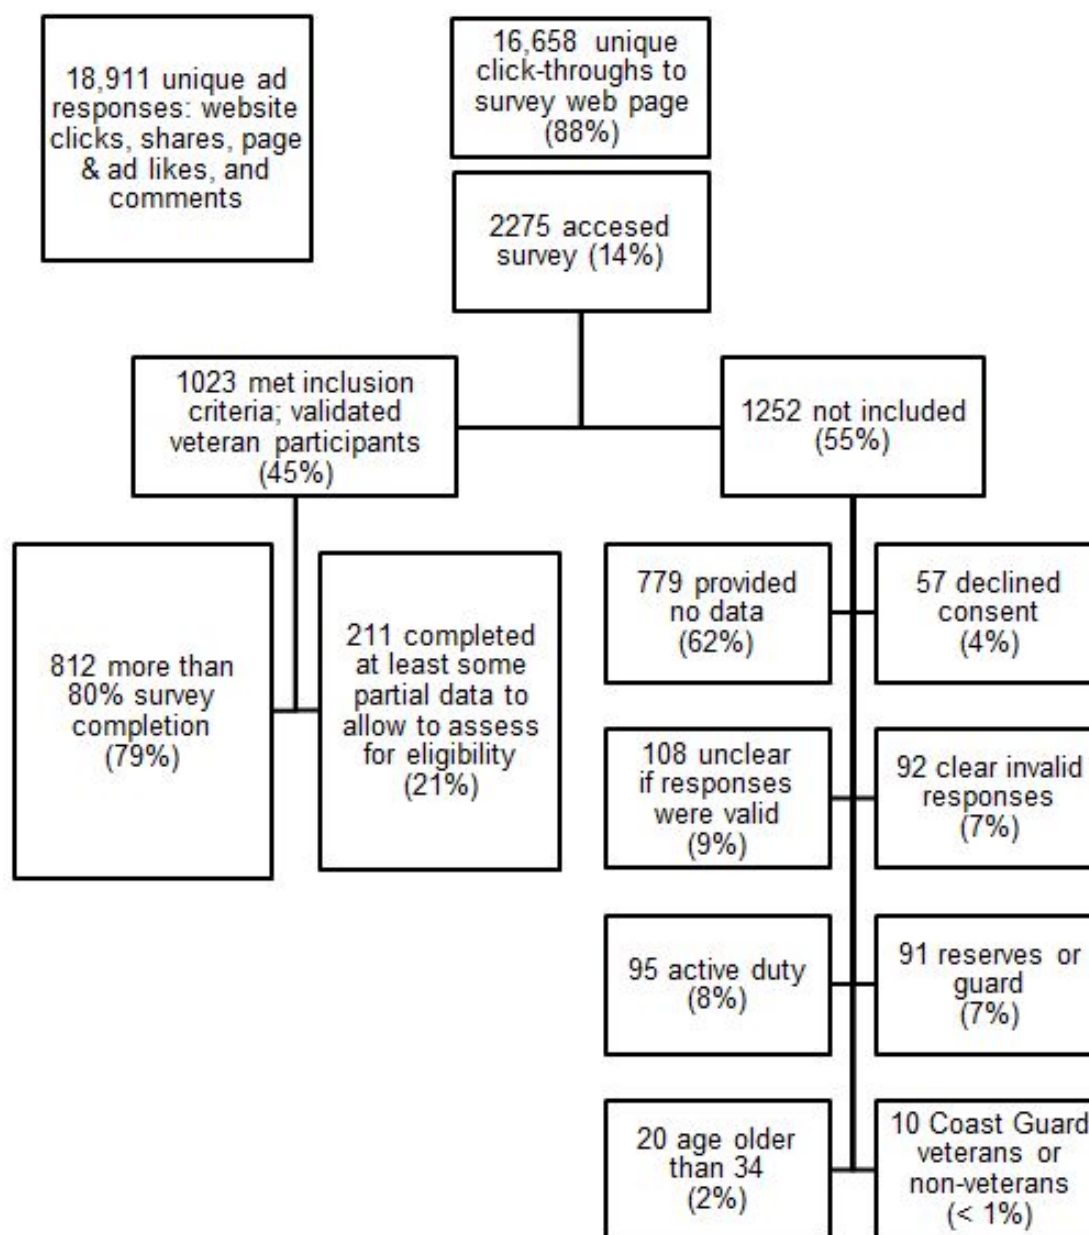 18,911 unique ad
responses: website
clicks, shares, page
& ad likes, and
comments
16,658 unique
click-throughs to
survey web page
(88%)
2275 accesed
survey (14%)
1023 met inclusion
criteria; validated
veteran participants
(45%)
1252 not included
(55%)
812 more than
80% survey
completion
(79%)
211 completed
at least some
partial data to
allow to assess
for eligibility
(21%)
779 provided
no data
(62%)
57 declined
consent
(4%)
108 unclear
if responses
were valid
(9%)
92 clear invalid
responses
(7%)
95 active duty
(8%)
91 reserves or
guard
(7%)
20 age older
than 34
(2%)
10 Coast Guard
veterans or
non-veterans
(< 1%)